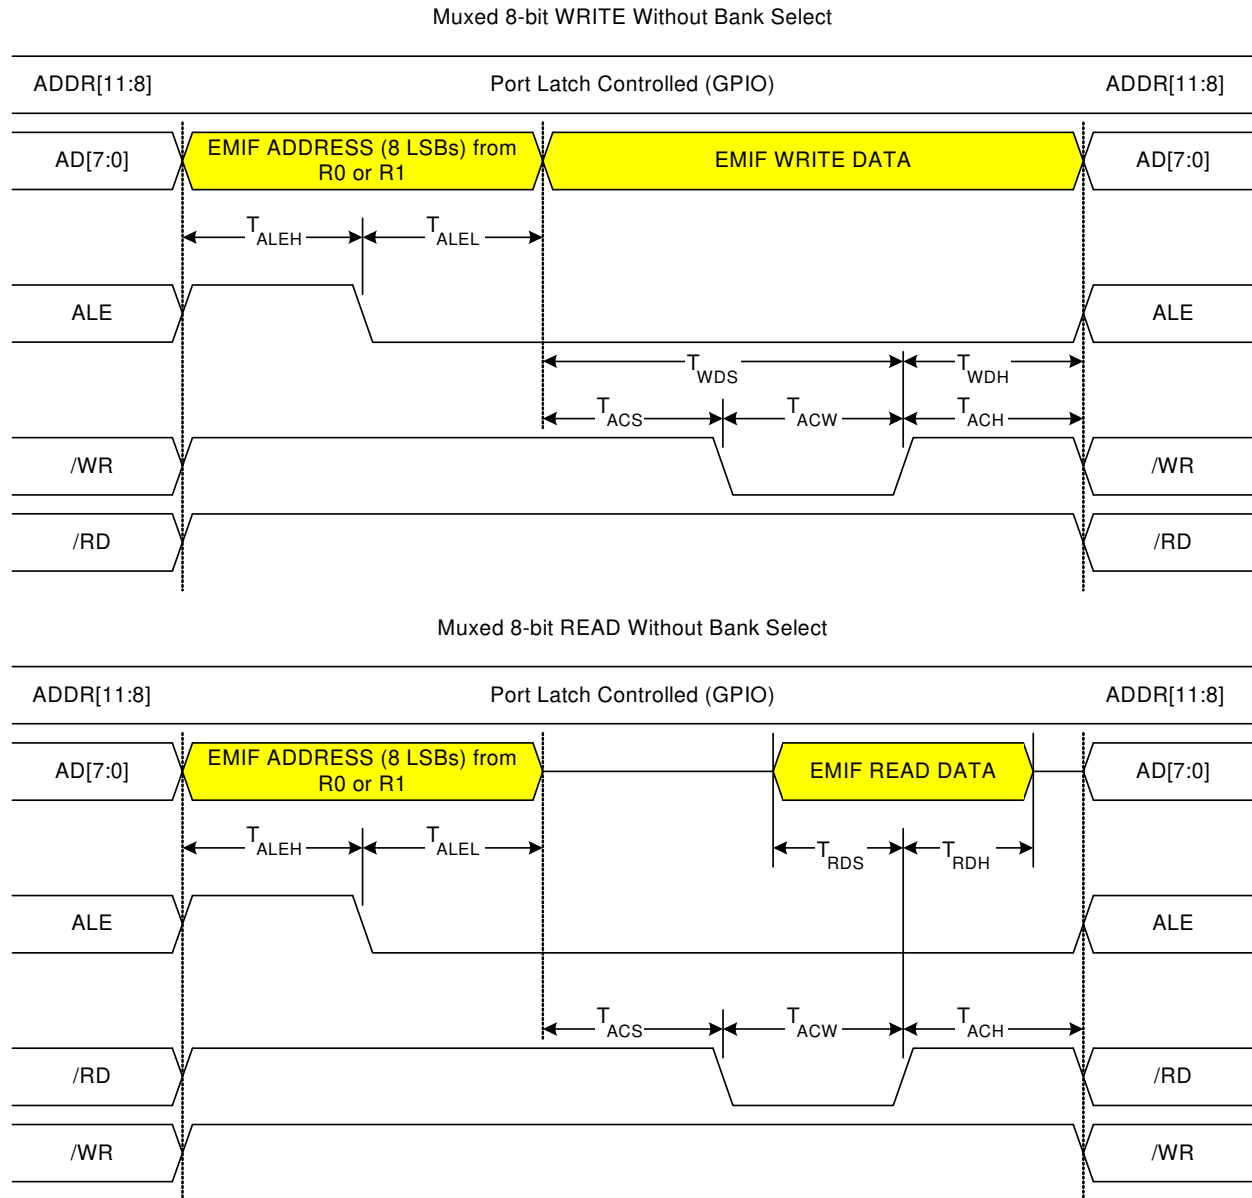 Muxed 8-bit WRITE Without Bank Select
ADDR[11:8] Port Latch Controlled (GPIO) ADDR[11:8]
AD[7:0] EMIF ADDRESS (8 LSBs) from R0 or R1 EMIF WRITE DATA AD[7:0]
TALEH TALEL
ALE ALE
TWDS TWDH
TACS TACW TACH
/WR /WR
/RD /RD
Muxed 8-bit READ Without Bank Select
ADDR[11:8] Port Latch Controlled (GPIO) ADDR[11:8]
AD[7:0] EMIF ADDRESS (8 LSBs) from R0 or R1 EMIF READ DATA AD[7:0]
TALEH TALEL TRDS TRDH
ALE ALE
TACS TACW TACH
/RD /RD
/WR /WR